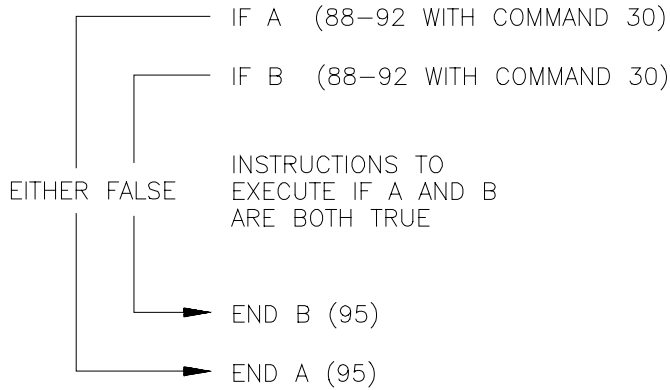 IF A (88-92 WITH COMMAND 30)
IF B (88-92 WITH COMMAND 30)
EITHER FALSE
INSTRUCTIONS TO
EXECUTE IF A AND B
ARE BOTH TRUE
END B (95)
END A (95)